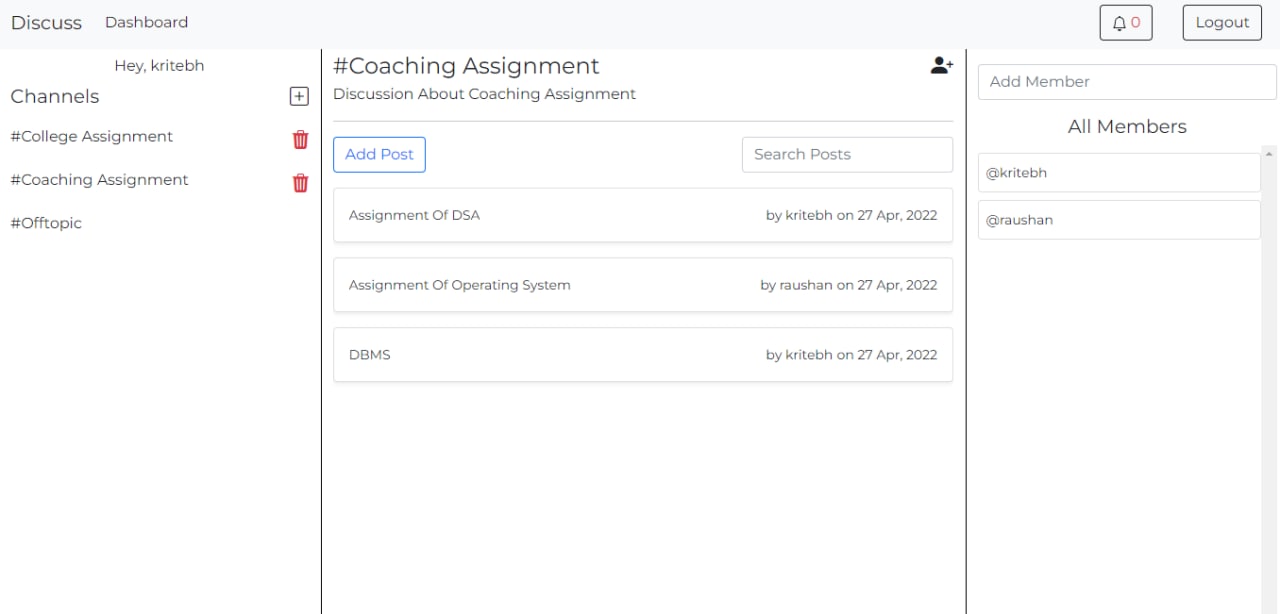 Discuss Dashboard 0 Logout
Hey, kritebh
Channels
#College Assignment
#Coaching Assignment
#Offtopic
#Coaching Assignment
Discussion About Coaching Assignment
Add Post Search Posts
Assignment Of DSA by kritebh on 27 Apr, 2022
Assignment Of Operating System by raushan on 27 Apr, 2022
DBMS by kritebh on 27 Apr, 2022
Add Member
All Members
@kritebh
@raushan